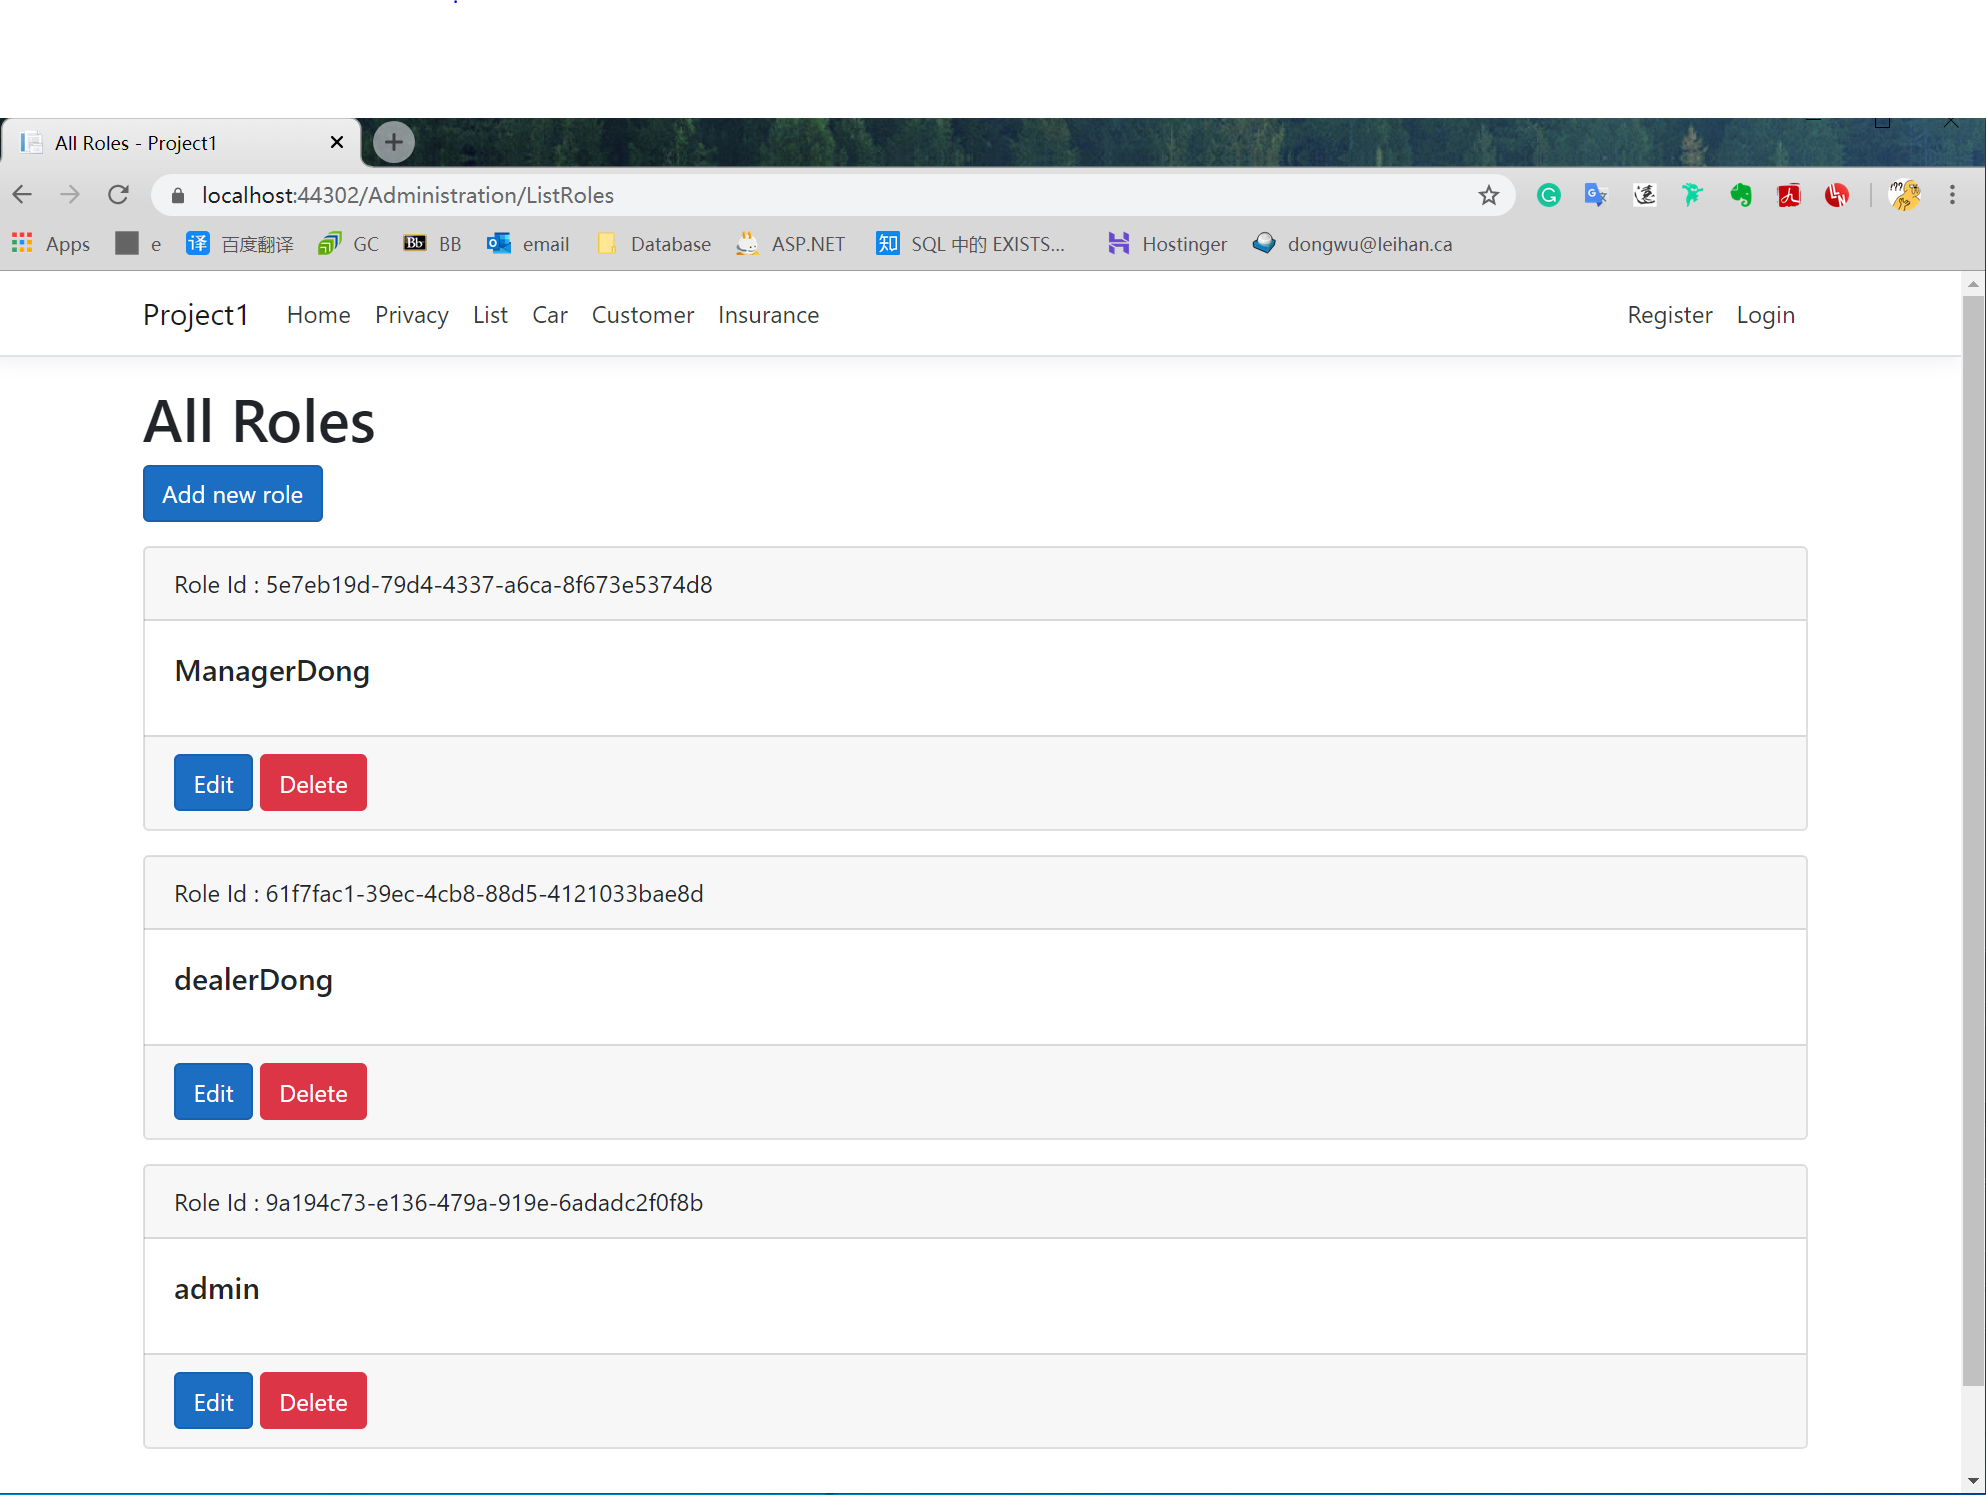 All Roles - Project1
localhost:44302/Administration/ListRoles
Apps e 百度翻译 GC BB email Database ASP.NET SQL 中的 EXISTS... Hostinger dongwu@leihan.ca
Project1 Home Privacy List Car Customer Insurance Register Login
All Roles
Add new role
Role Id : 5e7eb19d-79d4-4337-a6ca-8f673e5374d8
ManagerDong
Edit Delete
Role Id : 61f7fac1-39ec-4cb8-88d5-4121033bae8d
dealerDong
Edit Delete
Role Id : 9a194c73-e136-479a-919e-6adadc2f0f8b
admin
Edit Delete